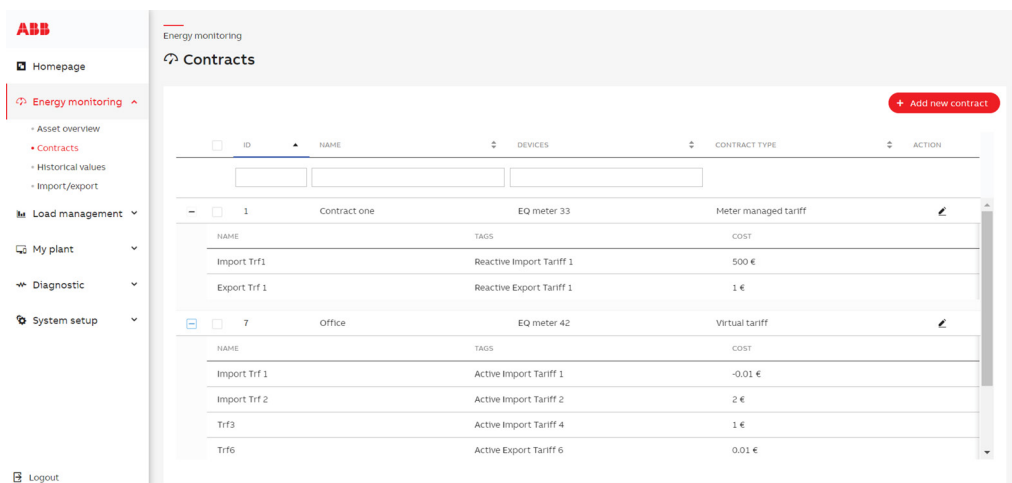 ABB
Homepage
Energy monitoring
Asset overview
Contracts
Historical values
Import/export
Load management
My plant
Diagnostic
System setup
Logout
Energy monitoring
Contracts
+ Add new contract
ID NAME DEVICES CONTRACT TYPE ACTION
1 Contract one EQ meter 33 Meter managed tariff
NAME TAGS COST
Import Trf1 Reactive Import Tariff 1 500 €
Export Trf 1 Reactive Export Tariff 1 1 €
7 Office EQ meter 42 Virtual tariff
NAME TAGS COST
Import Trf 1 Active Import Tariff 1 -0.01 €
Import Trf 2 Active Import Tariff 2 2 €
Trf3 Active Import Tariff 4 1 €
Trf6 Active Export Tariff 6 0.01 €